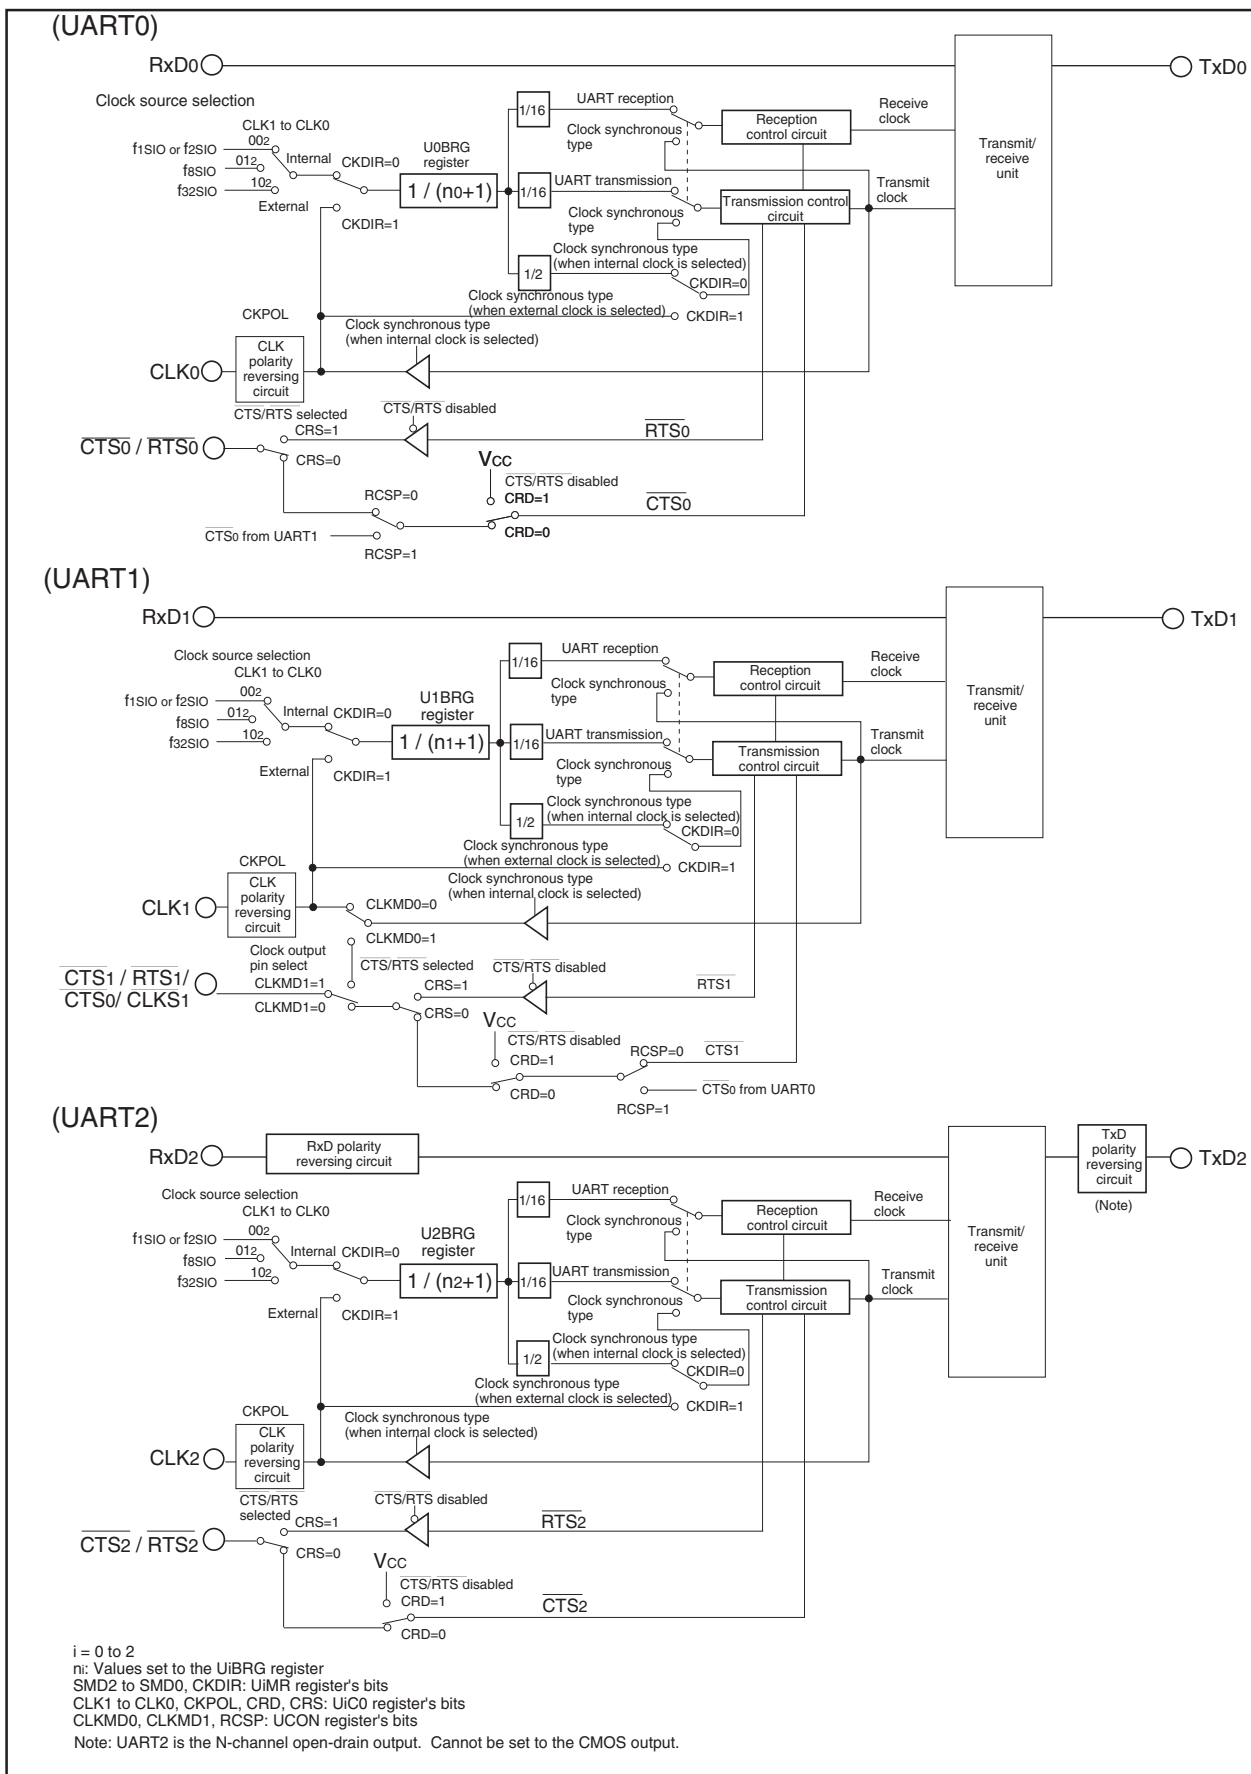 (UART0)
RxD0
TxD0
Clock source selection
CLK1 to CLK0
f1SIO or f2SIO
002
f8SIO
012
f32SIO
102
Internal
CKDIR=0
External
CKDIR=1
U0BRG
register
1 / (n0+1)
1/16
UART reception
Clock synchronous
type
1/16
UART transmission
Clock synchronous
type
1/2
Clock synchronous type
(when internal clock is selected)
CKDIR=0
Clock synchronous type
(when external clock is selected)
CKDIR=1
Reception
control circuit
Receive
clock
Transmission control
circuit
Transmit
clock
Transmit/
receive
unit
CKPOL
CLK0
CLK
polarity
reversing
circuit
Clock synchronous type
(when internal clock is selected)
CTS/RTS selected
CTS/RTS disabled
CTS0 / RTS0
CRS=1
CRS=0
RTS0
VCC
CTS/RTS disabled
RCSP=0
CRD=1
CTS0
CRD=0
CTS0 from UART1
RCSP=1
(UART1)
RxD1
TxD1
Clock source selection
CLK1 to CLK0
f1SIO or f2SIO
002
f8SIO
012
f32SIO
102
Internal
CKDIR=0
External
CKDIR=1
U1BRG
register
1 / (n1+1)
1/16
UART reception
Clock synchronous
type
1/16
UART transmission
Clock synchronous
type
1/2
Clock synchronous type
(when internal clock is selected)
CKDIR=0
Clock synchronous type
(when external clock is selected)
CKDIR=1
Reception
control circuit
Receive
clock
Transmission
control circuit
Transmit
clock
Transmit/
receive
unit
CKPOL
CLK1
CLK
polarity
reversing
circuit
Clock synchronous type
(when internal clock is selected)
CLKMD0=0
CLKMD0=1
Clock output
pin select
CTS/RTS selected
CTS/RTS disabled
CTS1 / RTS1/
CTS0/ CLKS1
CLKMD1=1
CLKMD1=0
CRS=1
CRS=0
RTS1
VCC
CTS/RTS disabled
CRD=1
CRD=0
RCSP=0
CTS1
CTS0 from UART0
RCSP=1
(UART2)
RxD2
RxD polarity
reversing circuit
TxD
polarity
reversing
circuit
TxD2
(Note)
Clock source selection
CLK1 to CLK0
f1SIO or f2SIO
002
f8SIO
012
f32SIO
102
Internal
CKDIR=0
External
CKDIR=1
U2BRG
register
1 / (n2+1)
1/16
UART reception
Clock synchronous
type
1/16
UART transmission
Clock synchronous
type
1/2
Clock synchronous type
(when internal clock is selected)
CKDIR=0
Clock synchronous type
(when external clock is selected)
CKDIR=1
Reception
control circuit
Receive
clock
Transmission
control circuit
Transmit
clock
Transmit/
receive
unit
CKPOL
CLK2
CLK
polarity
reversing
circuit
Clock synchronous type
(when internal clock is selected)
CTS/RTS
selected
CTS/RTS disabled
CTS2 / RTS2
CRS=1
CRS=0
RTS2
VCC
CTS/RTS disabled
CRD=1
CTS2
CRD=0
i = 0 to 2
ni: Values set to the UiBRG register
SMD2 to SMD0, CKDIR: UiMR register's bits
CLK1 to CLK0, CKPOL, CRD, CRS: UiC0 register's bits
CLKMD0, CLKMD1, RCSP: UCON register's bits
Note: UART2 is the N-channel open-drain output. Cannot be set to the CMOS output.